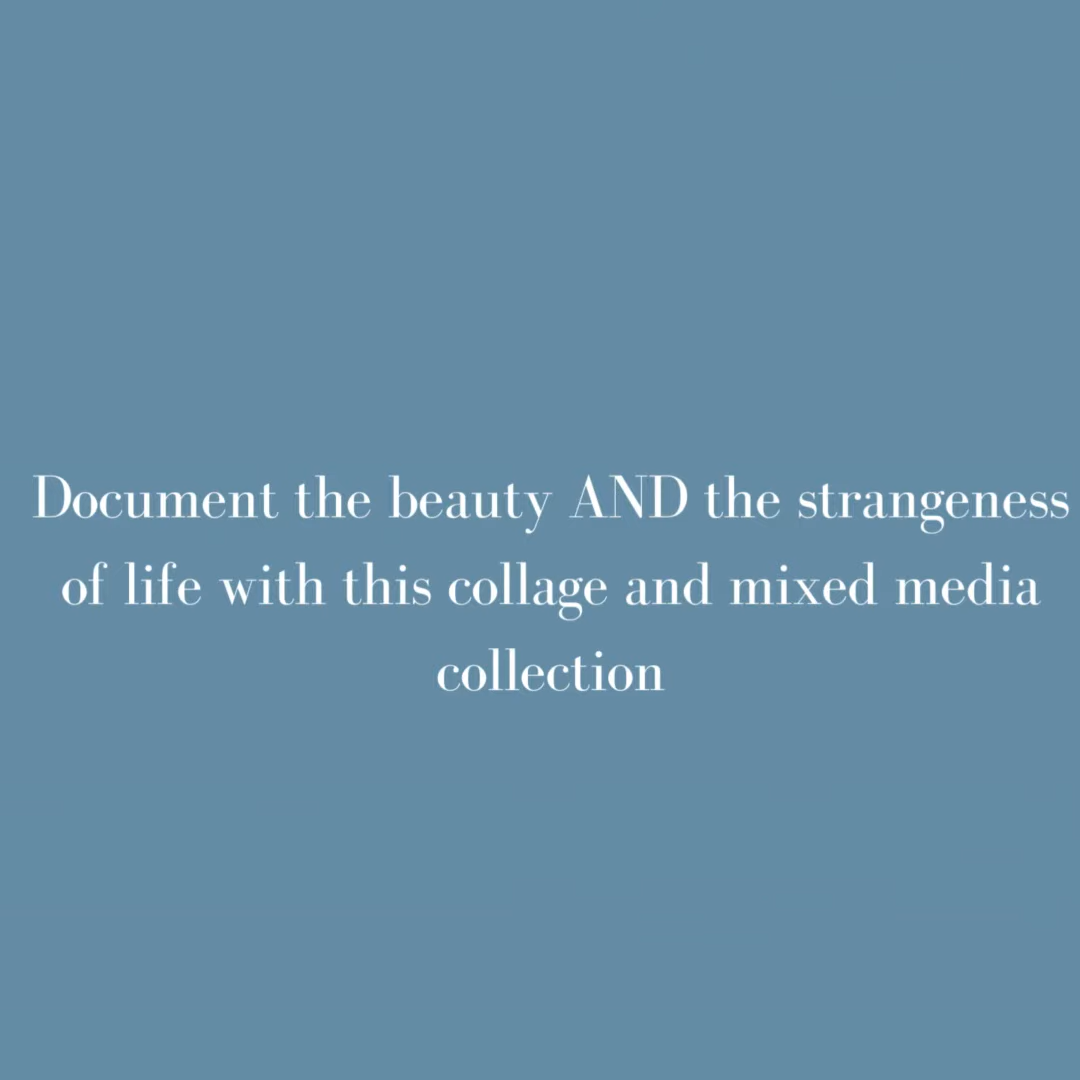 Document the beauty AND the strangeness
of life with this collage and mixed media
collection